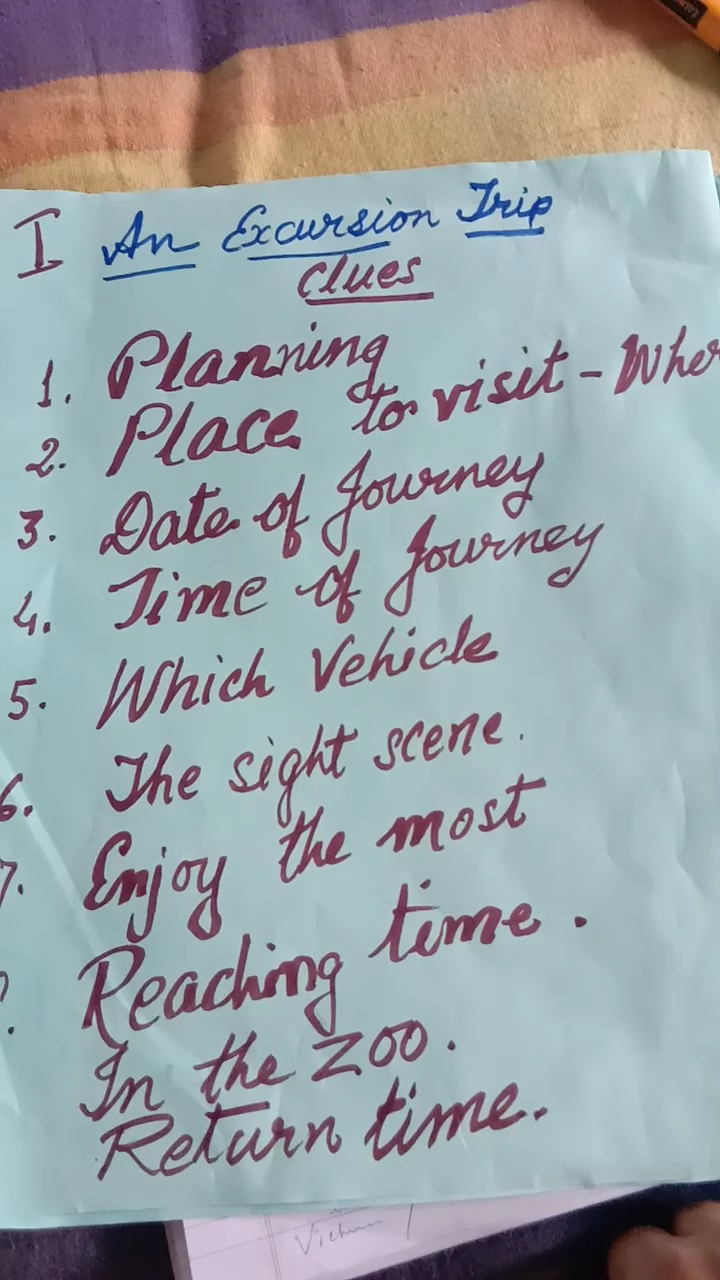 I An Excursion Trip
Clues
1. Planning
2. Place to visit - Wher
3. Date of Journey
4. Time of Journey
5. Which Vehicle
6. The sight scene.
7. Enjoy the most
Reaching time.
In the Zoo.
Return time.